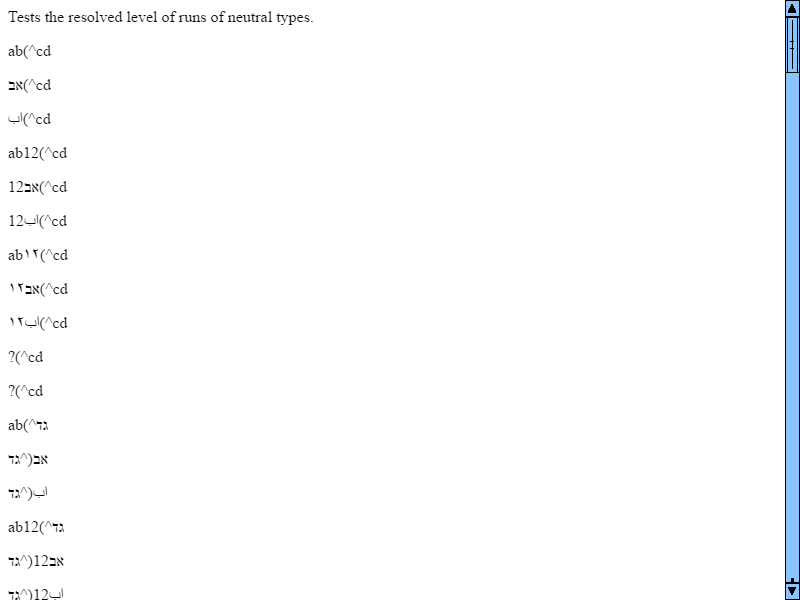 Tests the resolved level of runs of neutral types.
ab(^cd
אב(^cd
اب(^cd
ab12(^cd
אב12(^cd
اب12(^cd
ab١٢(^cd
אב١٢(^cd
اب١٢(^cd
?(^cd
?(^cd
ab(^גד
אב(^גד
اب(^גד
ab12(^גד
אב12(^גד
اب12(^גד